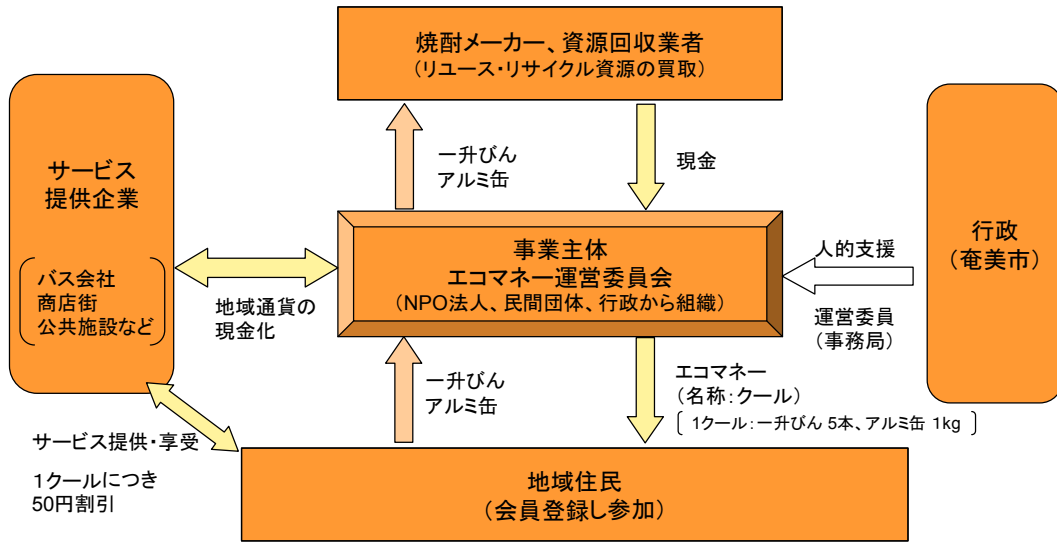 焼酎メーカー、資源回収業者
（リユース・リサイクル資源の買取）
サービス
提供企業
バス会社
商店街
公共施設など
一升びん
アルミ缶
現金
行政
（奄美市）
事業主体
エコマネー運営委員会
（NPO法人、民間団体、行政から組織）
地域通貨の
現金化
人的支援
運営委員
（事務局）
一升びん
アルミ缶
エコマネー
（名称：クール）
〔 1クール：一升びん 5本、アルミ缶 1kg 〕
サービス提供・享受
1クールにつき
50円割引
地域住民
（会員登録し参加）